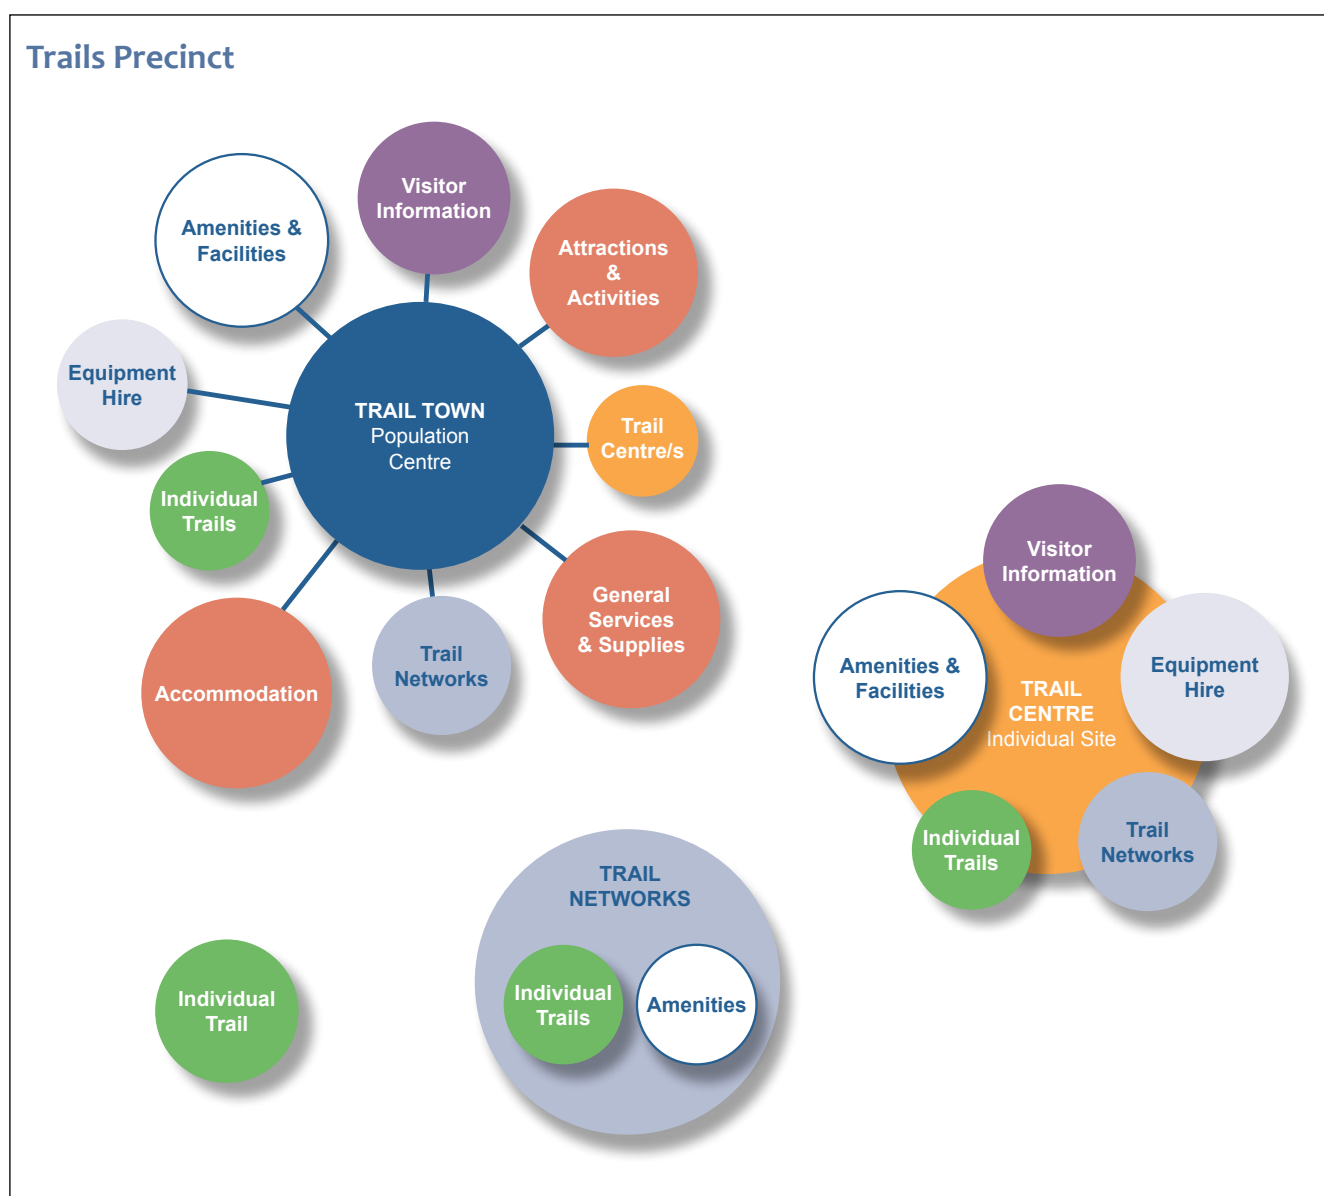 Trails Precinct
Visitor
Information
Amenities &
Facilities
Attractions
&
Activities
Equipment
Hire
TRAIL TOWN
Population
Centre
Trail
Centre/s
Individual
Trails
General
Services
& Supplies
Trail
Networks
Accommodation
Visitor
Information
Amenities &
Facilities
Equipment
Hire
TRAIL
CENTRE
Individual Site
Individual
Trails
Trail
Networks
TRAIL
NETWORKS
Individual
Trails
Amenities
Individual
Trail